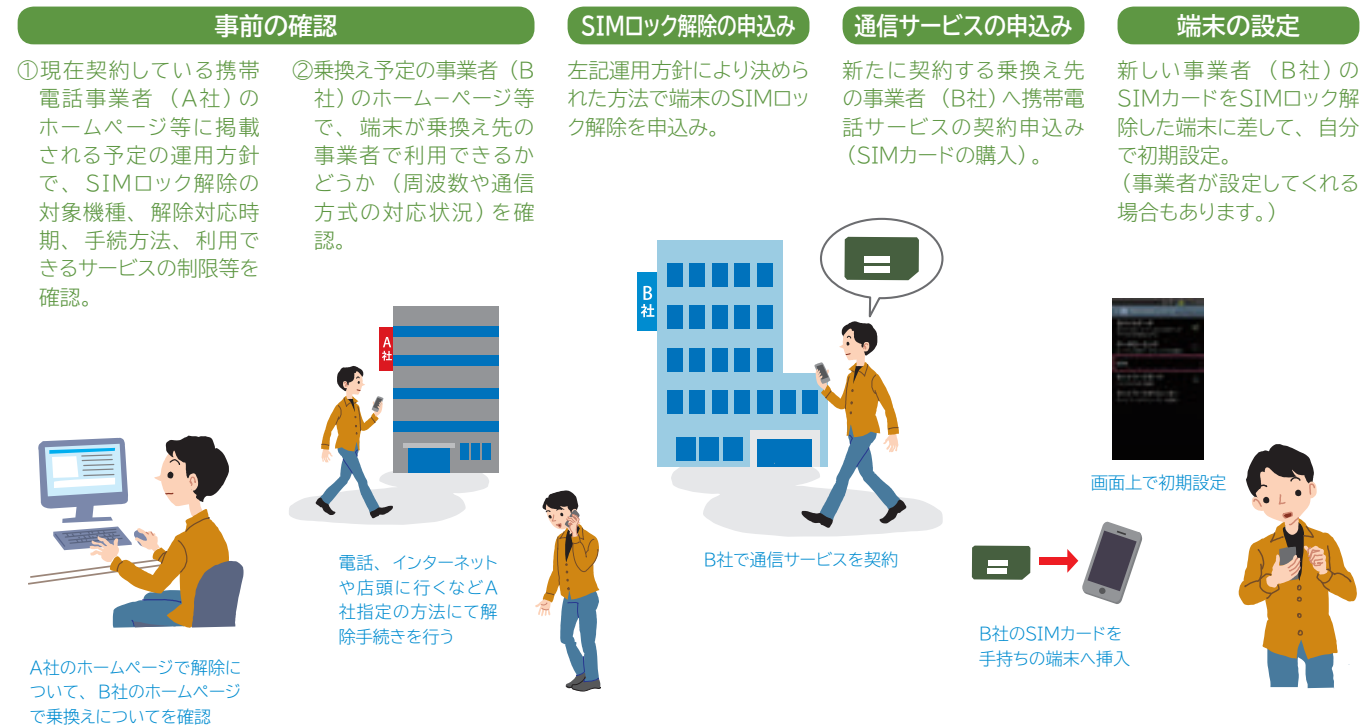 事前の確認
①現在契約している携帯
電話事業者（A社）の
ホームページ等に掲載
される予定の運用方針
で、SIMロック解除の
対象機種、解除対応時
期、手続方法、利用で
きるサービスの制限等を
確認。
②乗換え予定の事業者（B
社）のホームーページ等
で、端末が乗換え先の
事業者で利用できるか
どうか（周波数や通信
方式の対応状況）を確
認。
SIMロック解除の申込み
左記運用方針により決めら
れた方法で端末のSIMロッ
ク解除を申込み。
通信サービスの申込み
新たに契約する乗換え先
の事業者（B社）へ携帯電
話サービスの契約申込み
（SIMカードの購入）。
端末の設定
新しい事業者（B社）の
SIMカードをSIMロック解
除した端末に差して、自分
で初期設定。
（事業者が設定してくれる
場合もあります。）
A社
B社
A社のホームページで解除に
ついて、B社のホームページ
で乗換えについてを確認
電話、インターネット
や店頭に行くなどA
社指定の方法にて解
除手続きを行う
B社で通信サービスを契約
画面上で初期設定
B社のSIMカードを
手持ちの端末へ挿入